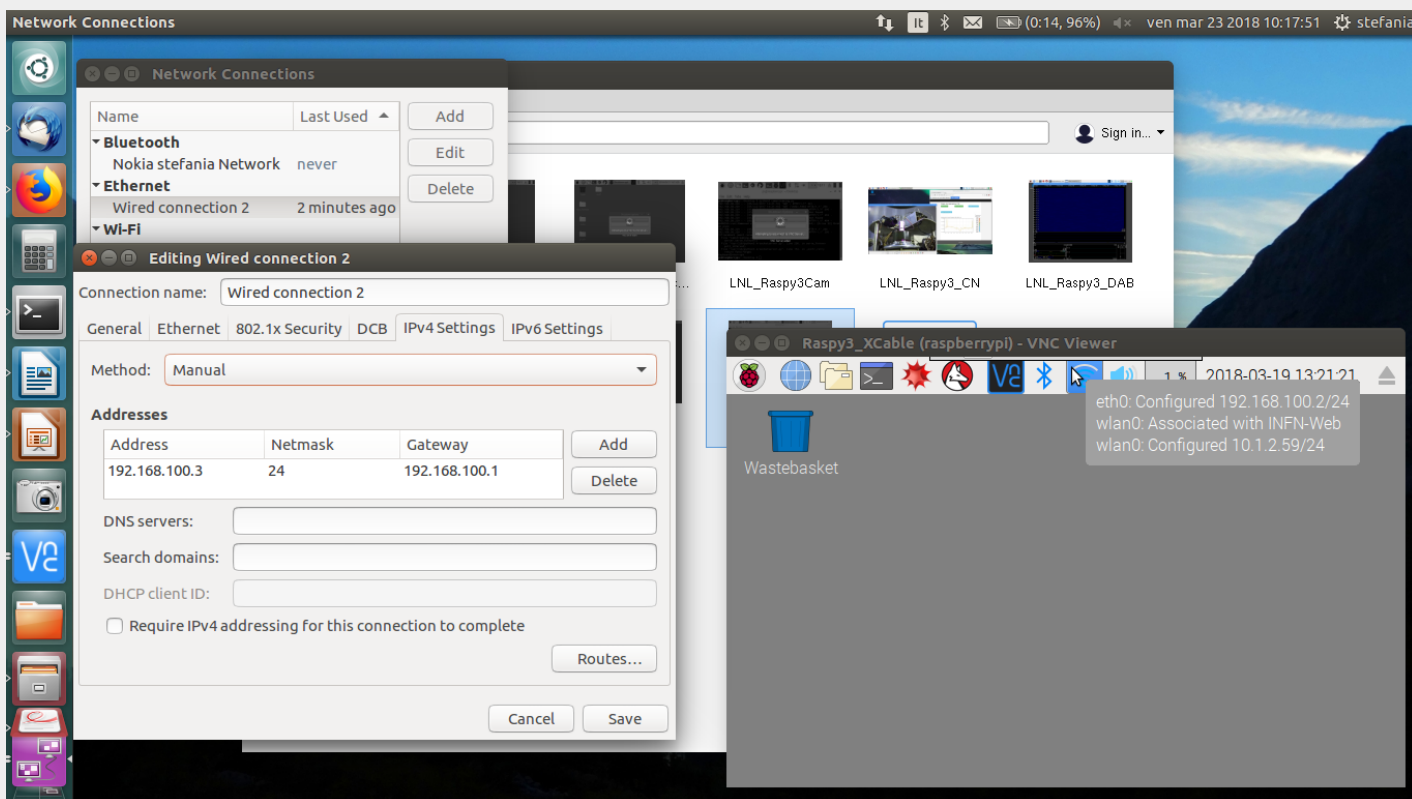 Network Connections
It
(0:14, 96%)
ven mar 23 2018 10:17:51
stefania
Network Connections
Name
Last Used
Bluetooth
Nokia stefania Network
never
Ethernet
Wired connection 2
2 minutes ago
Wi-Fi
Add
Edit
Delete
Sign in...
LNL_Raspy3Cam
LNL_Raspy3_CN
LNL_Raspy3_DAB
Editing Wired connection 2
Connection name:
Wired connection 2
General
Ethernet
802.1x Security
DCB
IPv4 Settings
IPv6 Settings
Method:
Manual
Addresses
Address
Netmask
Gateway
192.168.100.3
24
192.168.100.1
Add
Delete
DNS servers:
Search domains:
DHCP client ID:
Require IPv4 addressing for this connection to complete
Routes...
Cancel
Save
Raspy3_XCable (raspberrypi) - VNC Viewer
1 %
2018-03-19 13:21:21
eth0: Configured 192.168.100.2/24
wlan0: Associated with INFN-Web
wlan0: Configured 10.1.2.59/24
Wastebasket